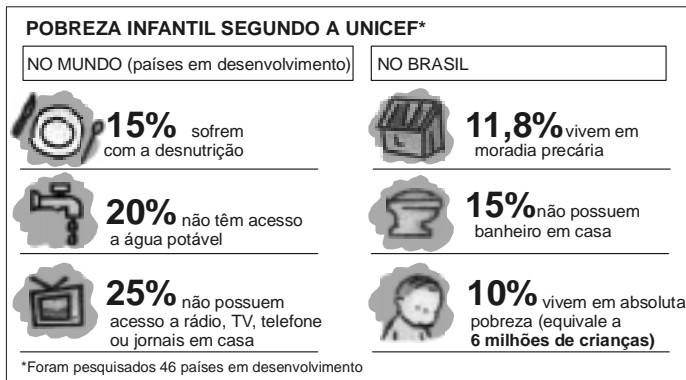 POBREZA INFANTIL SEGUNDO A UNICEF*
NO MUNDO (países em desenvolvimento)
15% sofrem
com a desnutrição
20% não têm acesso
a água potável
25% não possuem
acesso a rádio, TV, telefone
ou jornais em casa
NO BRASIL
11,8% vivem em
moradia precária
15% não possuem
banheiro em casa
10% vivem em absoluta
pobreza (equivale a
6 milhões de crianças)
*Foram pesquisados 46 países em desenvolvimento